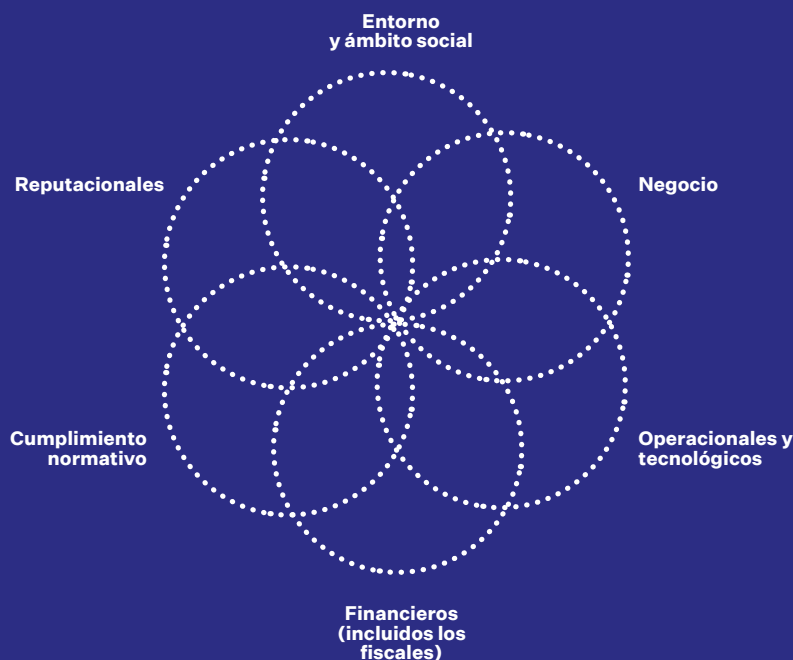 Entorno
y ámbito social
Reputacionales
Negocio
Cumplimiento
normativo
Operacionales y
tecnológicos
Financieros
(incluidos los
fiscales)